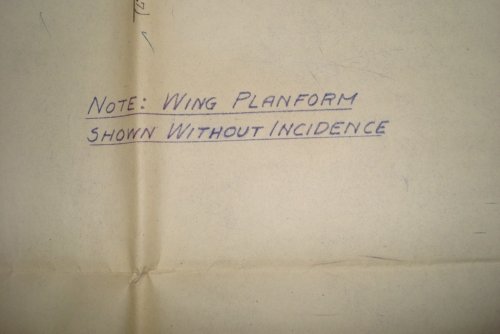 NOTE: WING PLANFORM
SHOWN WITHOUT INCIDENCE